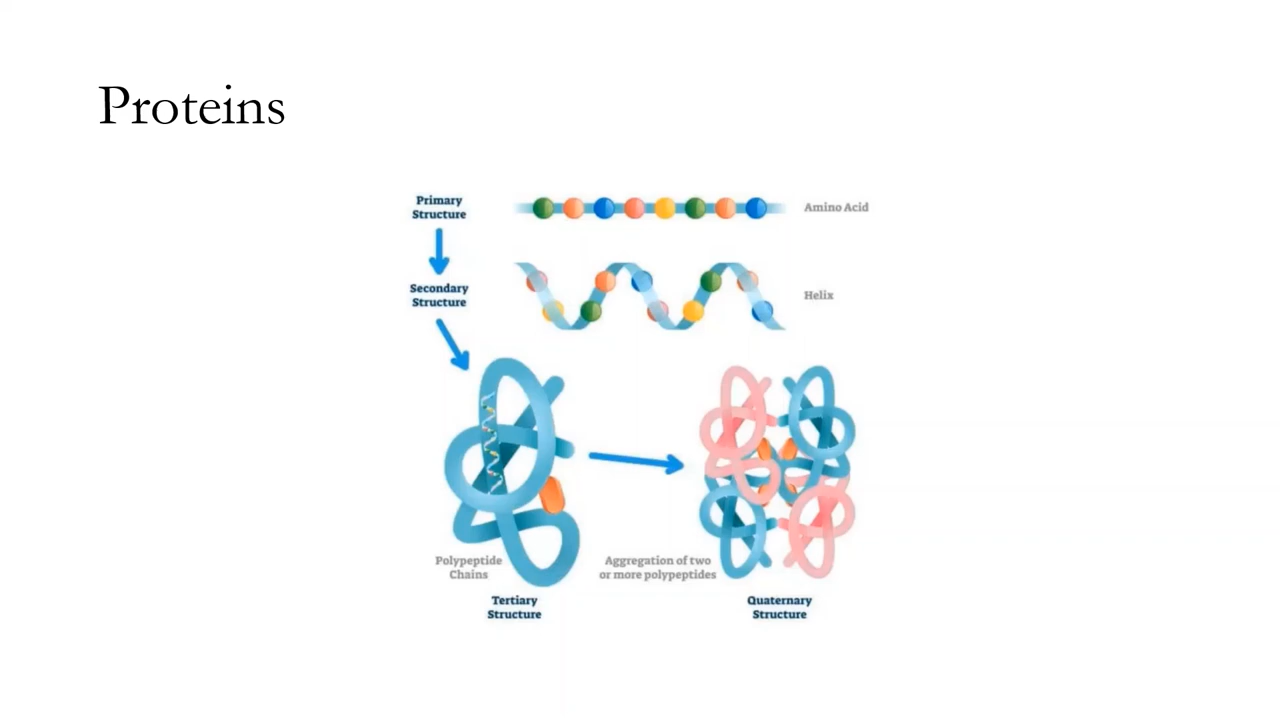 Proteins
Primary
Structure
Amino Acid
Secondary
Structure
Helix
Polypeptide
Chains
Aggregation of two
or more polypeptides
Tertiary
Structure
Quaternary
Structure